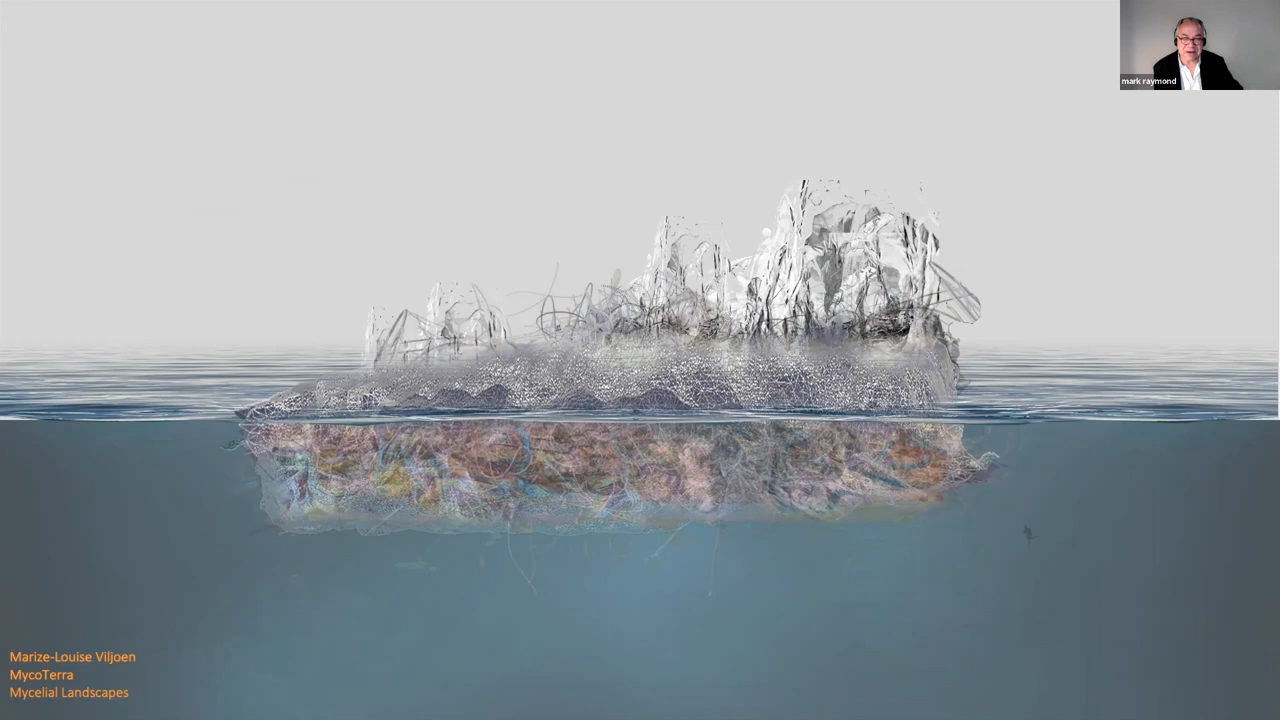 mark raymond
Marize-Louise Viljoen
MycoTerra
Mycelial Landscapes